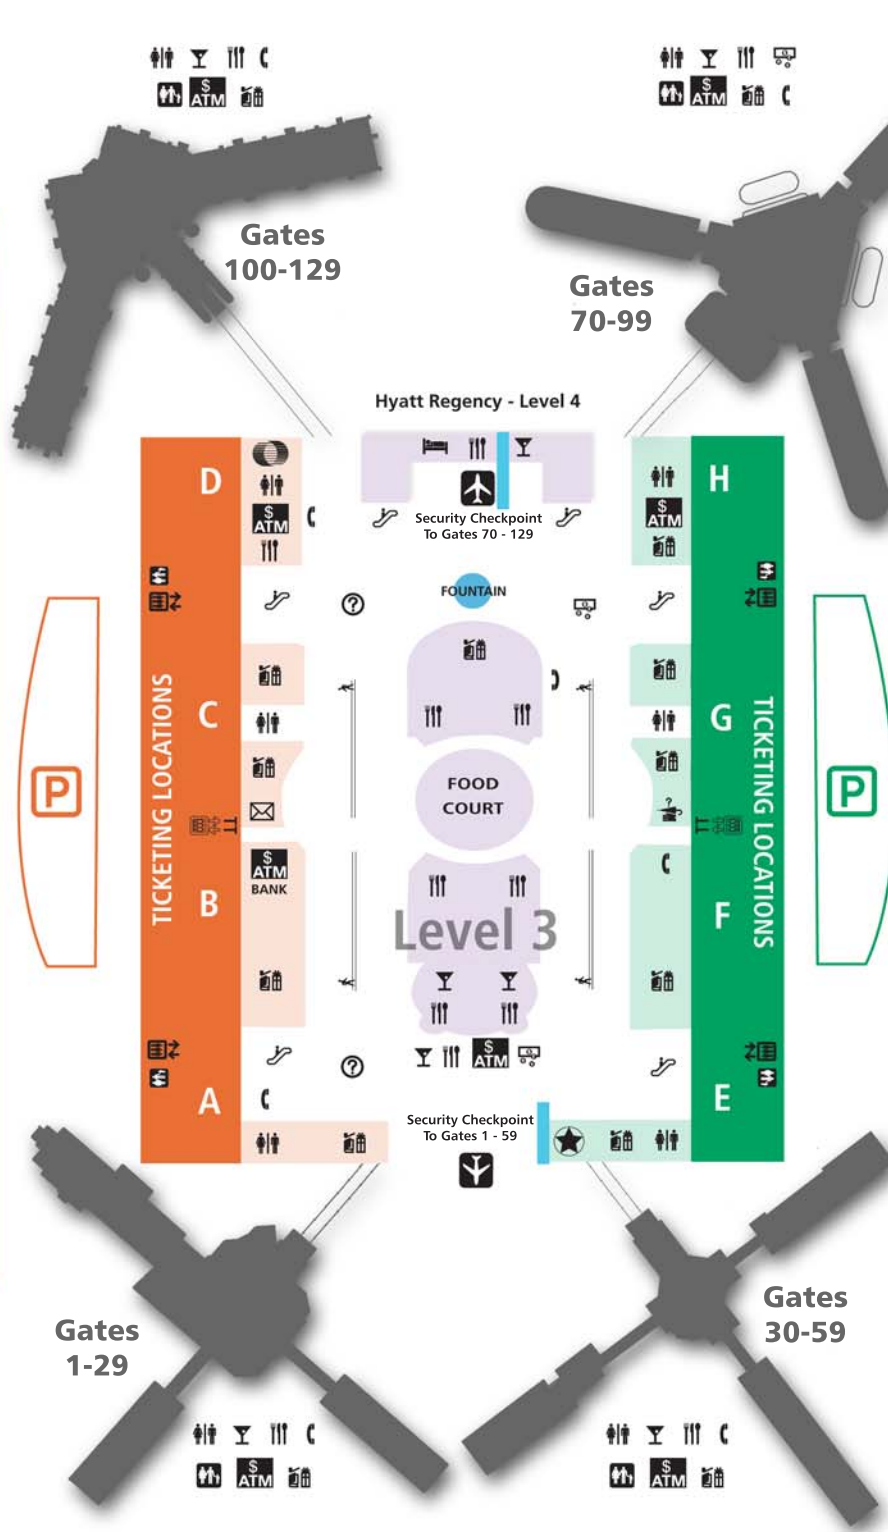 $
ATM
$
ATM
Gates
100-129
Gates
70-99
Hyatt Regency - Level 4
D
H
$
ATM
Security Checkpoint
To Gates 70 - 129
$
ATM
?
FOUNTAIN
TICKETING LOCATIONS
C
G
TICKETING LOCATIONS
P
FOOD
COURT
P
?
$
ATM
BANK
B
F
Level 3
$
ATM
?
A
E
Security Checkpoint
To Gates 1 - 59
Gates
1-29
Gates
30-59
$
ATM
$
ATM